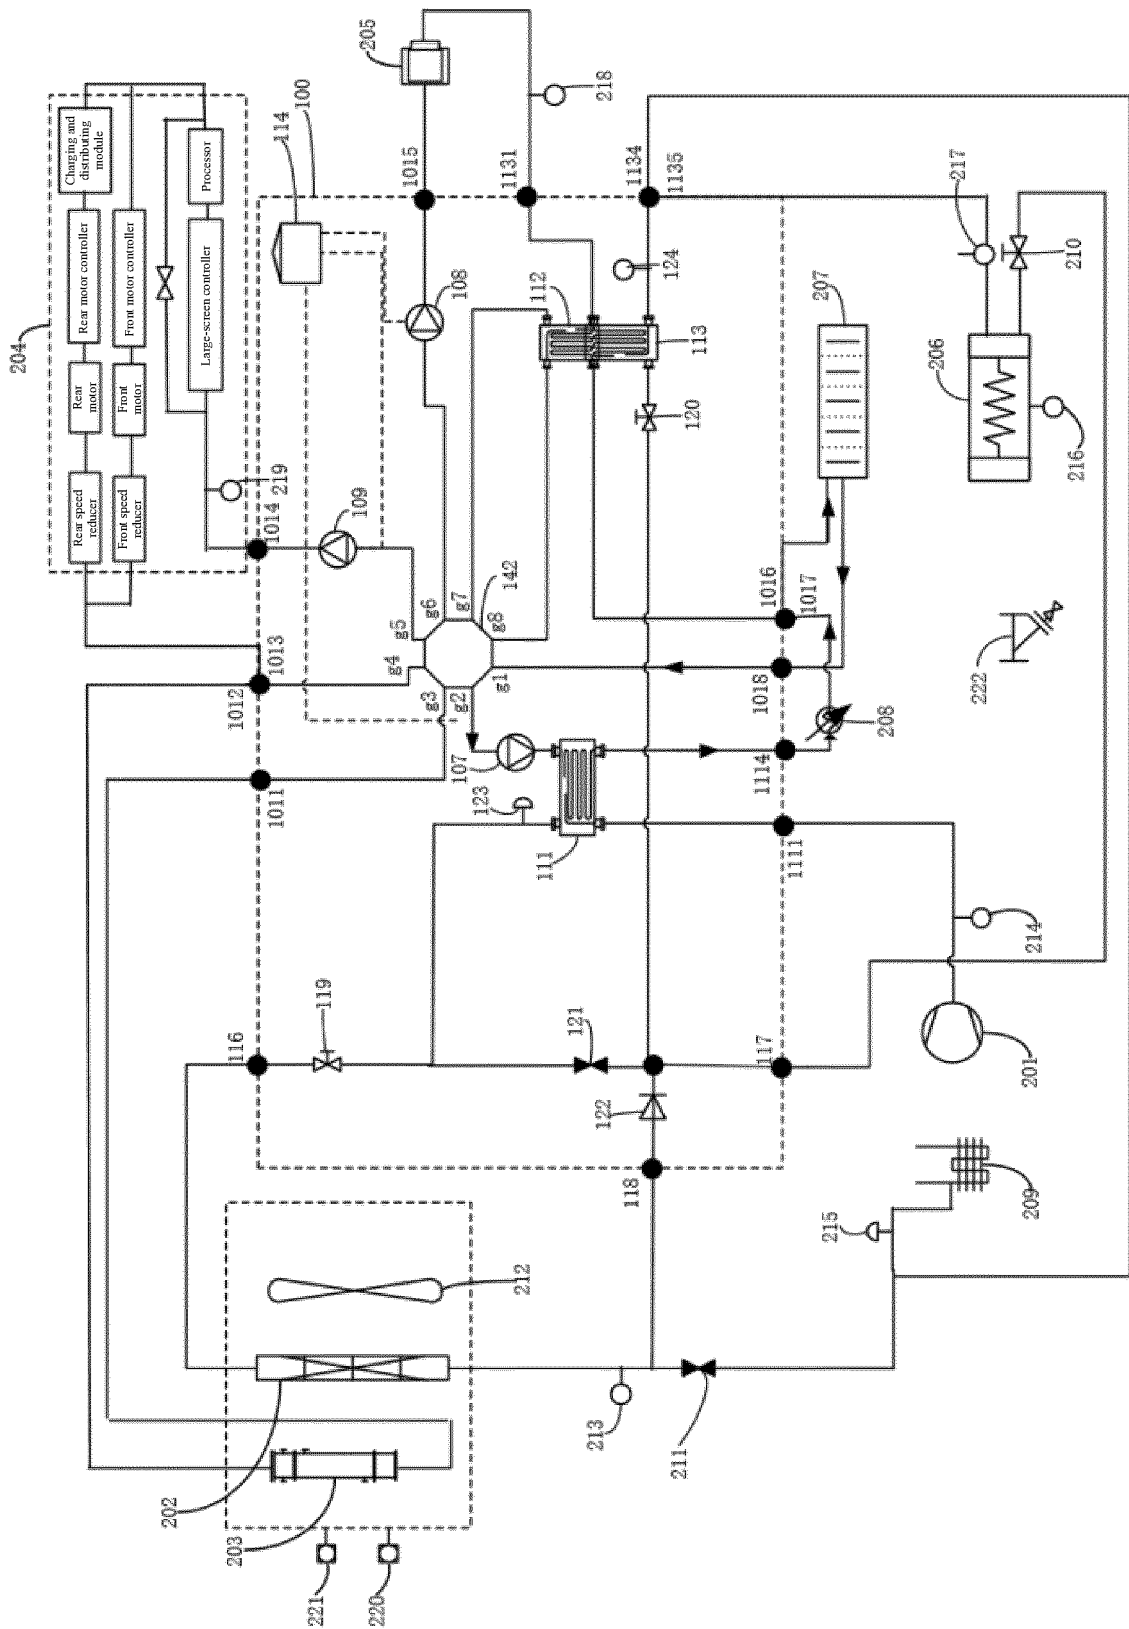 204
Rear speed
reducer
Rear
motor
Rear motor controller
Charging and
distributing
module
Front speed
reducer
Front
motor
Front motor controller
202
Large-screen controller
Processor
203
116
1012
1011
1013
1014
219
114
100
221
119
109
205
220
g4
g5
1015
g3
g6
107
g2
g7
108
123
g1
g8
142
1131
212
111
112
121
213
122
218
118
1134
124
1135
211
120
113
117
1114
1018
1016
1111
1017
207
215
208
206
217
222
209
201
214
216
210